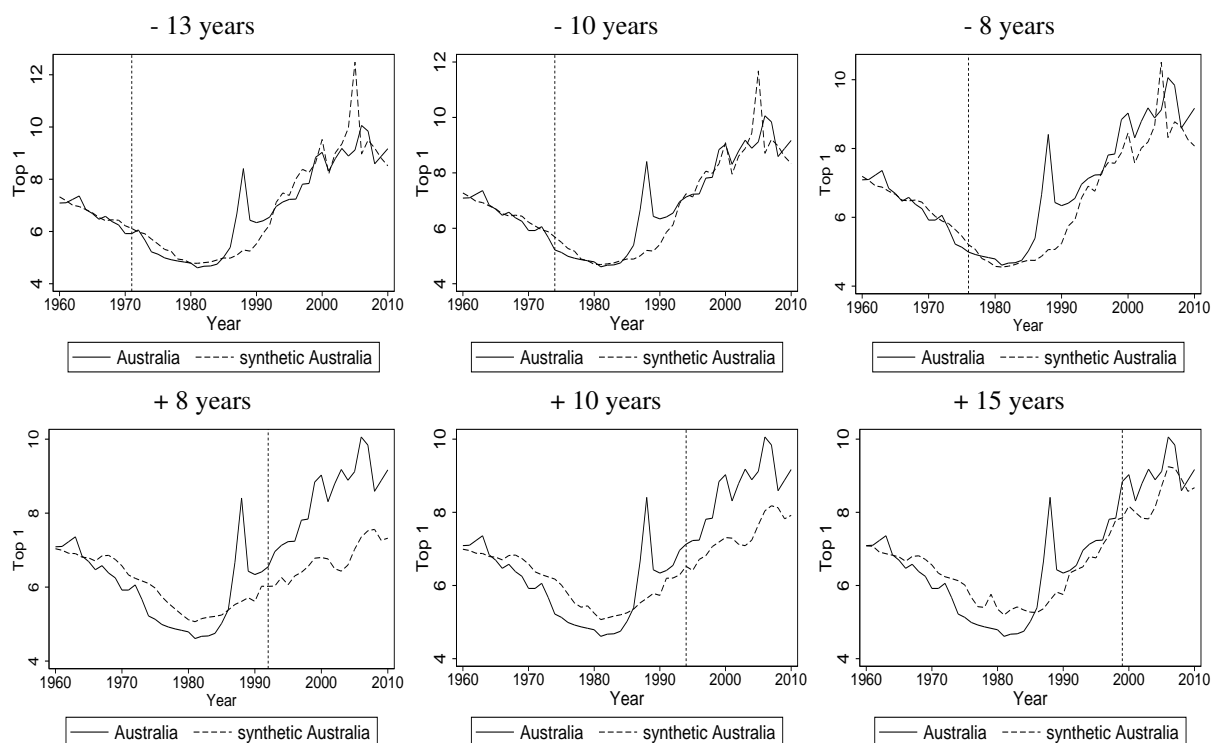 - 13 years
- 10 years
- 8 years
Top 1
4 6 8 10 12
1960 1970 1980 1990 2000 2010
Year
Australia synthetic Australia
Top 1
4 6 8 10 12
1960 1970 1980 1990 2000 2010
Year
Australia synthetic Australia
Top 1
4 6 8 10
1960 1970 1980 1990 2000 2010
Year
Australia synthetic Australia
+ 8 years
+ 10 years
+ 15 years
Top 1
4 6 8 10
1960 1970 1980 1990 2000 2010
Year
Australia synthetic Australia
Top 1
4 6 8 10
1960 1970 1980 1990 2000 2010
Year
Australia synthetic Australia
Top 1
4 6 8 10
1960 1970 1980 1990 2000 2010
Year
Australia synthetic Australia